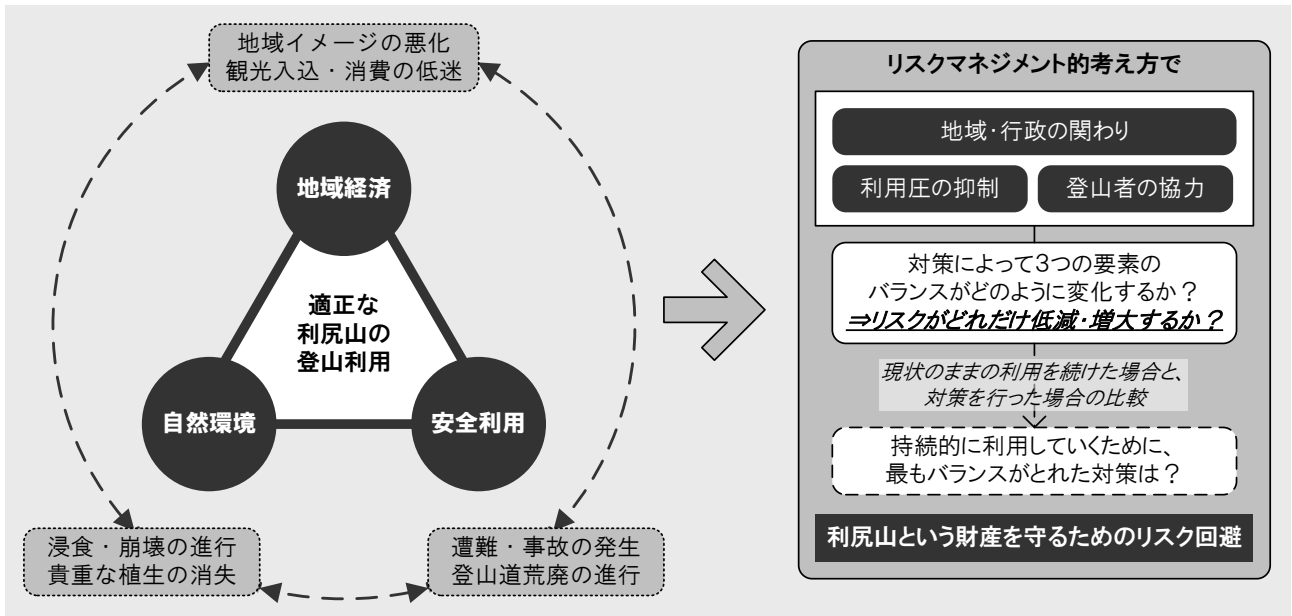 地域イメージの悪化
観光入込・消費の低迷
地域経済
適正な
利尻山の
登山利用
自然環境
安全利用
浸食・崩壊の進行
貴重な植生の消失
遭難・事故の発生
登山道荒廃の進行
リスクマネジメント的考え方で
地域・行政の関わり
利用圧の抑制
登山者の協力
対策によって3つの要素の
バランスがどのように変化するか？
⇒リスクがどれだけ低減・増大するか？
現状のままの利用を続けた場合と、
対策を行った場合の比較
持続的に利用していくために、
最もバランスがとれた対策は？
利尻山という財産を守るためのリスク回避